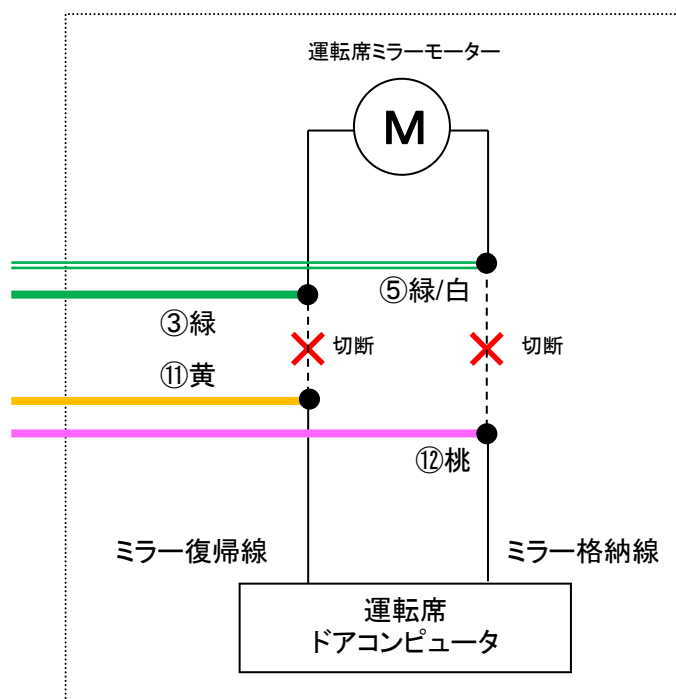 運転席ミラーモーター
M
⑤緑/白
③緑
切断
切断
⑪黄
⑫桃
ミラー復帰線
ミラー格納線
運転席
ドアコンピュータ